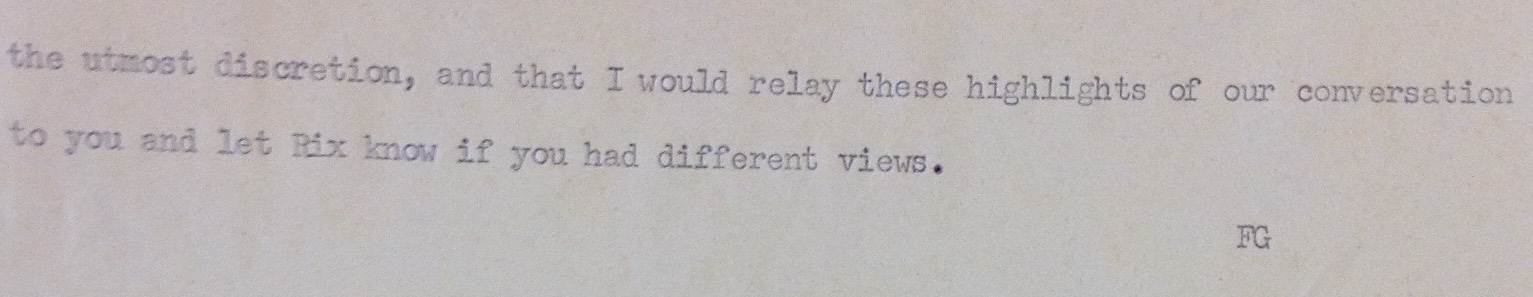 the utmost discretion, and that I would relay these highlights of our conversation
to you and let Rix know if you had different views.
FG